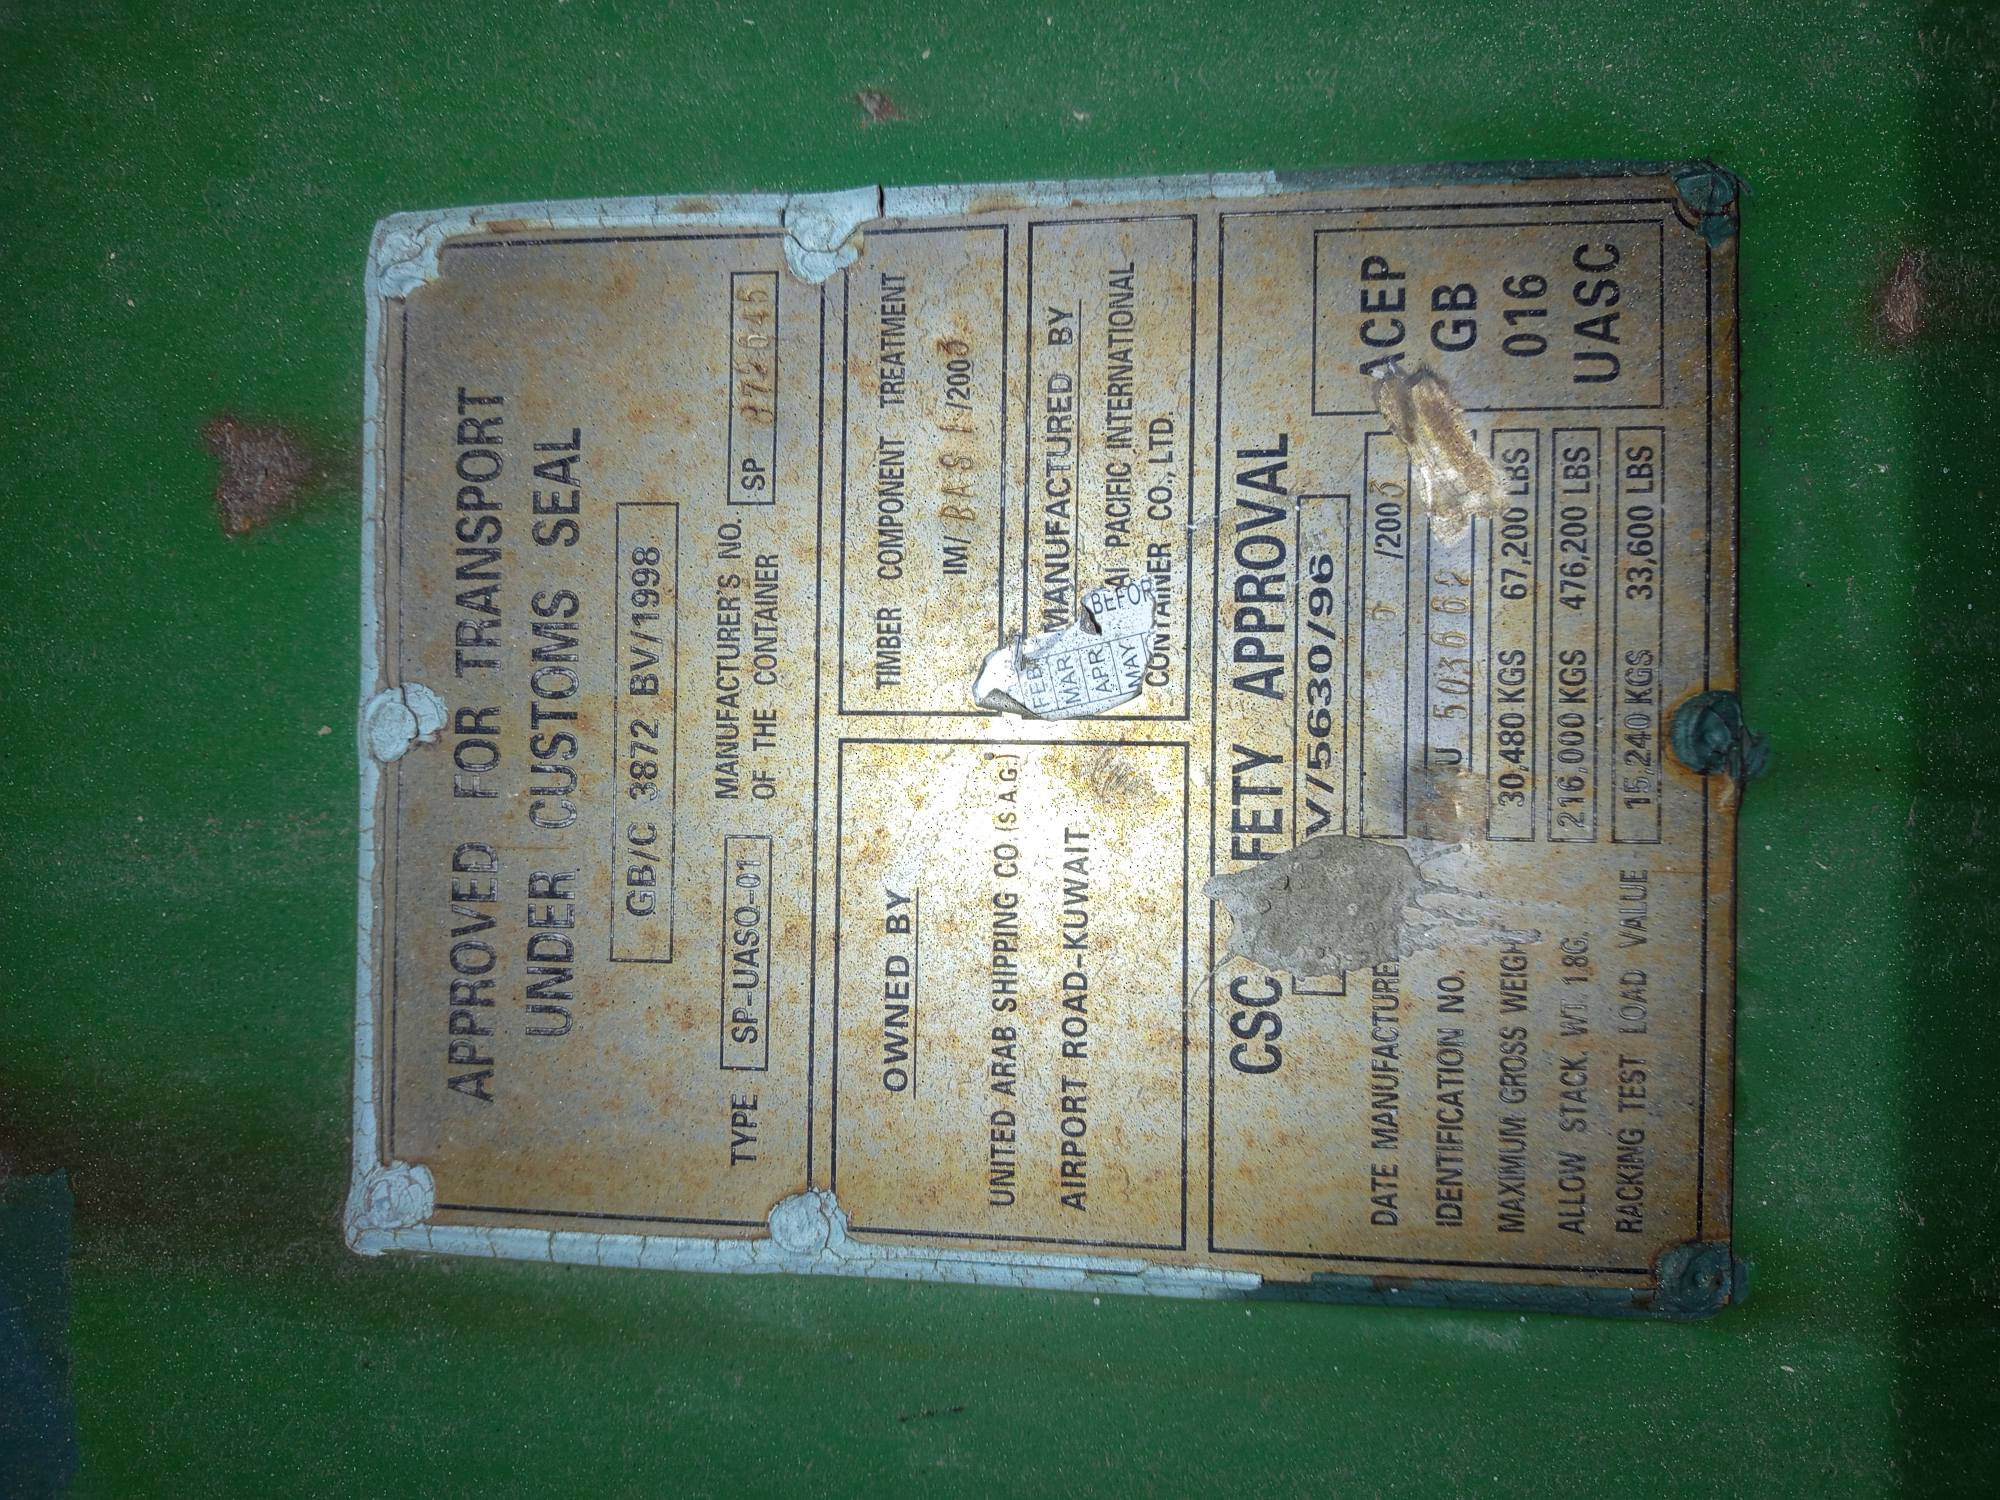 APPROVED FOR TRANSPORT
UNDER CUSTOMS SEAL
GB/C 3872 BV/1998
TYPE SP-UASO-01
MANUFACTURER'S NO.
OF THE CONTAINER
SP
OWNED BY
UNITED ARAB SHIPPING CO (S.A.G.)
AIRPORT ROAD-KUWAIT
TIMBER COMPONENT TREATMENT
IM/ BAS /2003
MANUFACTURED BY
PACIFIC INTERNATIONAL
CONTAINER CO., LTD.
FEB
MAR
APR
MAY
BEFOR
CSC FETY APPROVAL
V/5630/96
DATE MANUFACTURE 5 /2003
IDENTIFICATION NO. U
MAXIMUM GROSS WEIGHT 30,480 KGS 67,200 LBS
ALLOW STACK. WT. 1.8G. 216,000 KGS 476,200 LBS
RACKING TEST LOAD VALUE 15,240 KGS 33,600 LBS
ACEP
GB
016
UASC